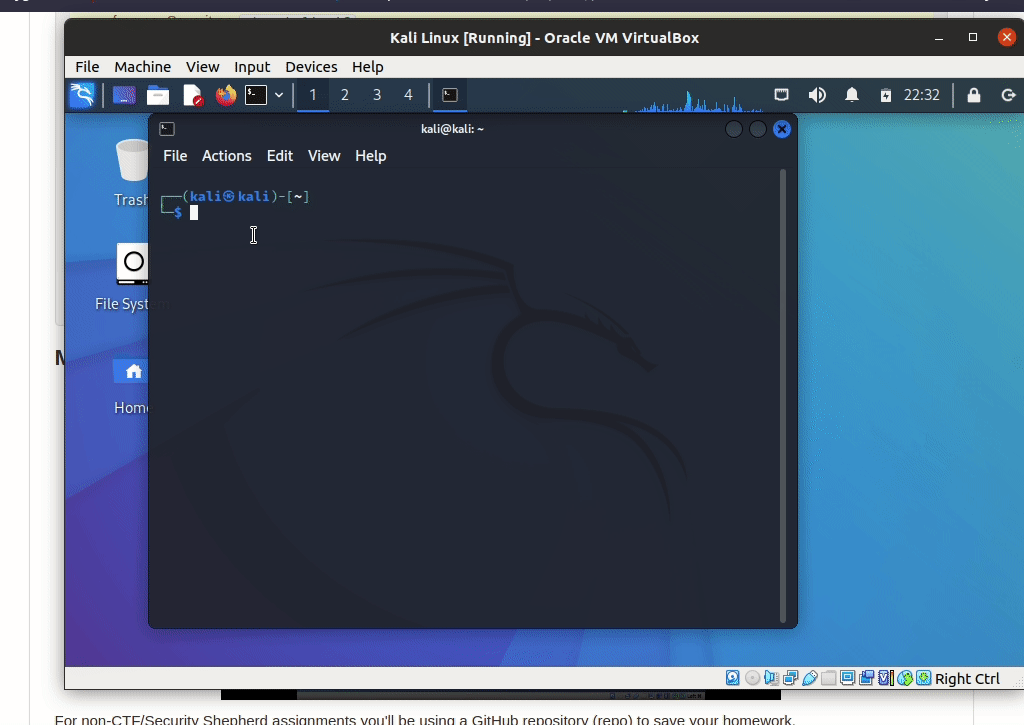 Kali Linux [Running] - Oracle VM VirtualBox
File Machine View Input Devices Help
1 2 3 4 22:32
kali@kali: ~
File Actions Edit View Help
Trash
(kali㉿kali)-[~]
$
File Syst
Home
M
Right Ctrl
For non-CTF/Security Shepherd assignments you'll be using a GitHub repository (repo) to save your homework.